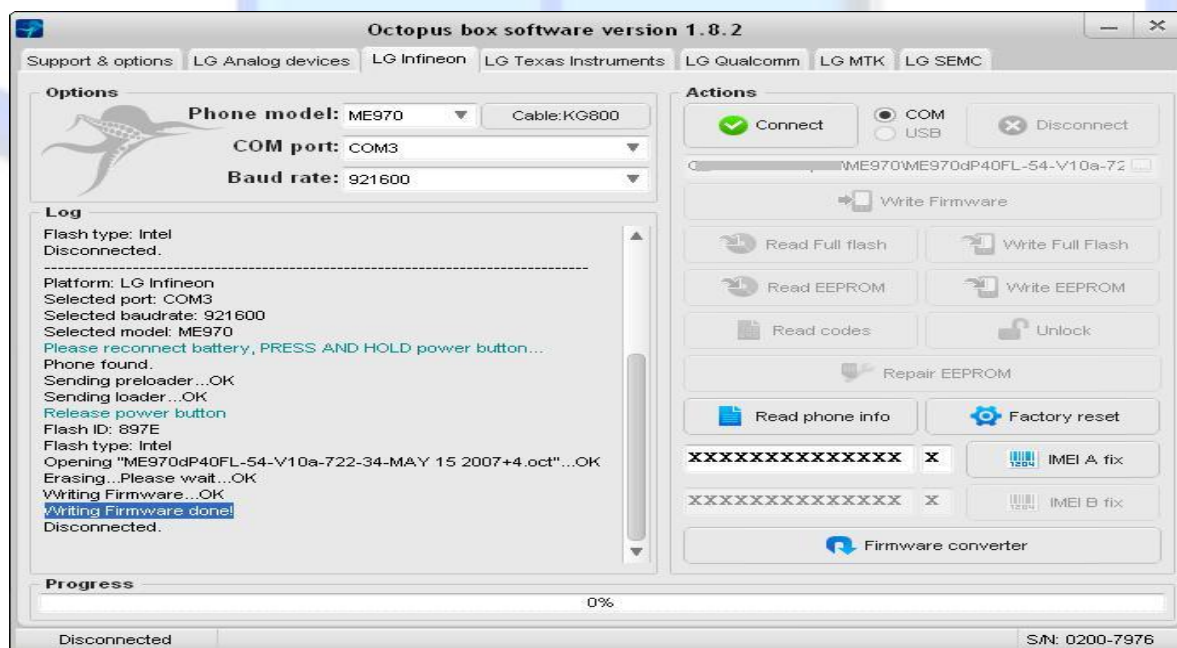 Octopus box software version 1.8.2
Support & options LG Analog devices LG Infineon LG Texas Instruments LG Qualcomm LG MTK LG SEMC
Options
Phone model: ME970 Cable:KG800
COM port: COM3
Baud rate: 921600
Log
Flash type: Intel
Disconnected.
--------------------------------------------------------------------------------
Platform: LG Infineon
Selected port: COM3
Selected baudrate: 921600
Selected model: ME970
Please reconnect battery, PRESS AND HOLD power button...
Phone found.
Sending preloader...OK
Sending loader...OK
Release power button
Flash ID: 897E
Flash type: Intel
Opening "ME970dP40FL-54-V10a-722-34-MAY 15 2007+4.oct"...OK
Erasing...Please wait...OK
Writing Firmware...OK
Writing Firmware done!
Disconnected.
Actions
Connect COM USB Disconnect
\ME970\ME970dP40FL-54-V10a-72
Write Firmware
Read Full flash Write Full Flash
Read EEPROM Write EEPROM
Read codes Unlock
Repair EEPROM
Read phone info Factory reset
XXXXXXXXXXXXXX X IMEI A fix
XXXXXXXXXXXXXX X IMEI B fix
Firmware converter
Progress
0%
Disconnected S/N: 0200-7976